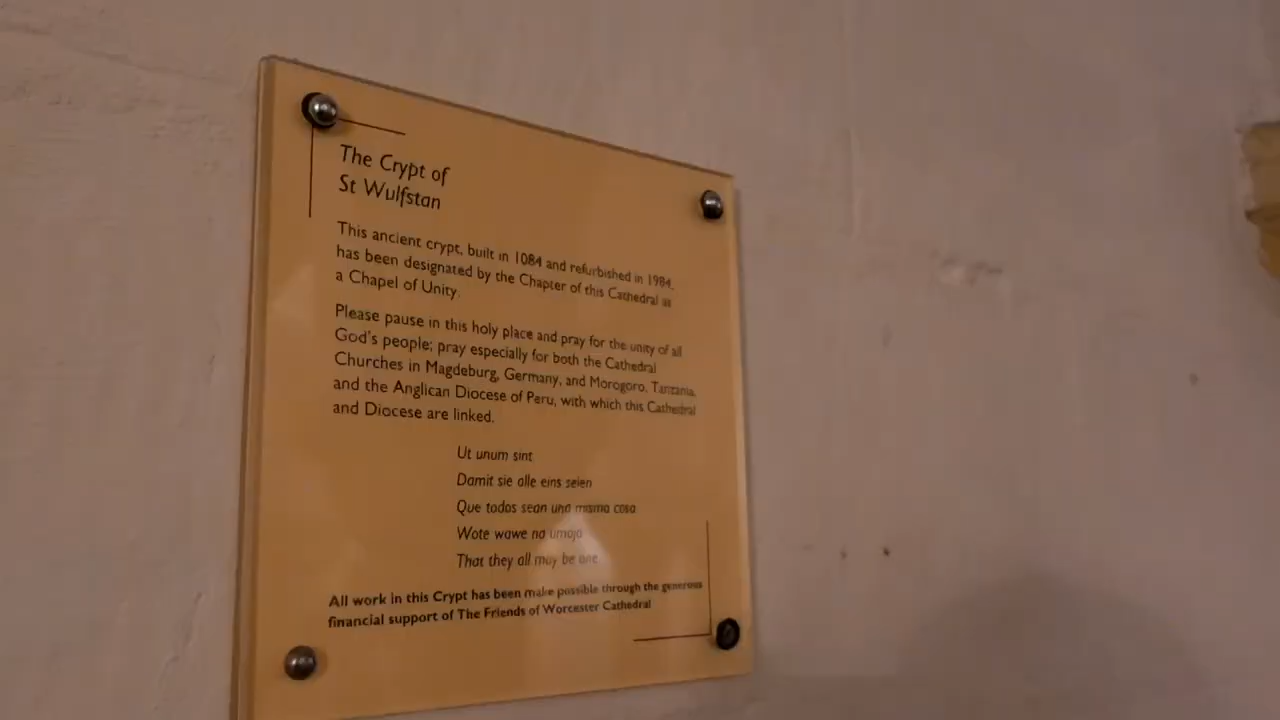 The Crypt of
St Wulfstan
This ancient crypt, built in 1084 and refurbished in 1984,
has been designated by the Chapter of this Cathedral as
a Chapel of Unity.
Please pause in this holy place and pray for the unity of all
God's people; pray especially for both the Cathedral
Churches in Magdeburg, Germany, and Morogoro, Tanzania,
and the Anglican Diocese of Peru, with which this Cathedral
and Diocese are linked.
Ut unum sint
Damit sie alle eins seien
Que todos sean una misma cosa
Wote wawe na umoja
That they all may be one
All work in this Crypt has been make possible through the generous
financial support of The Friends of Worcester Cathedral